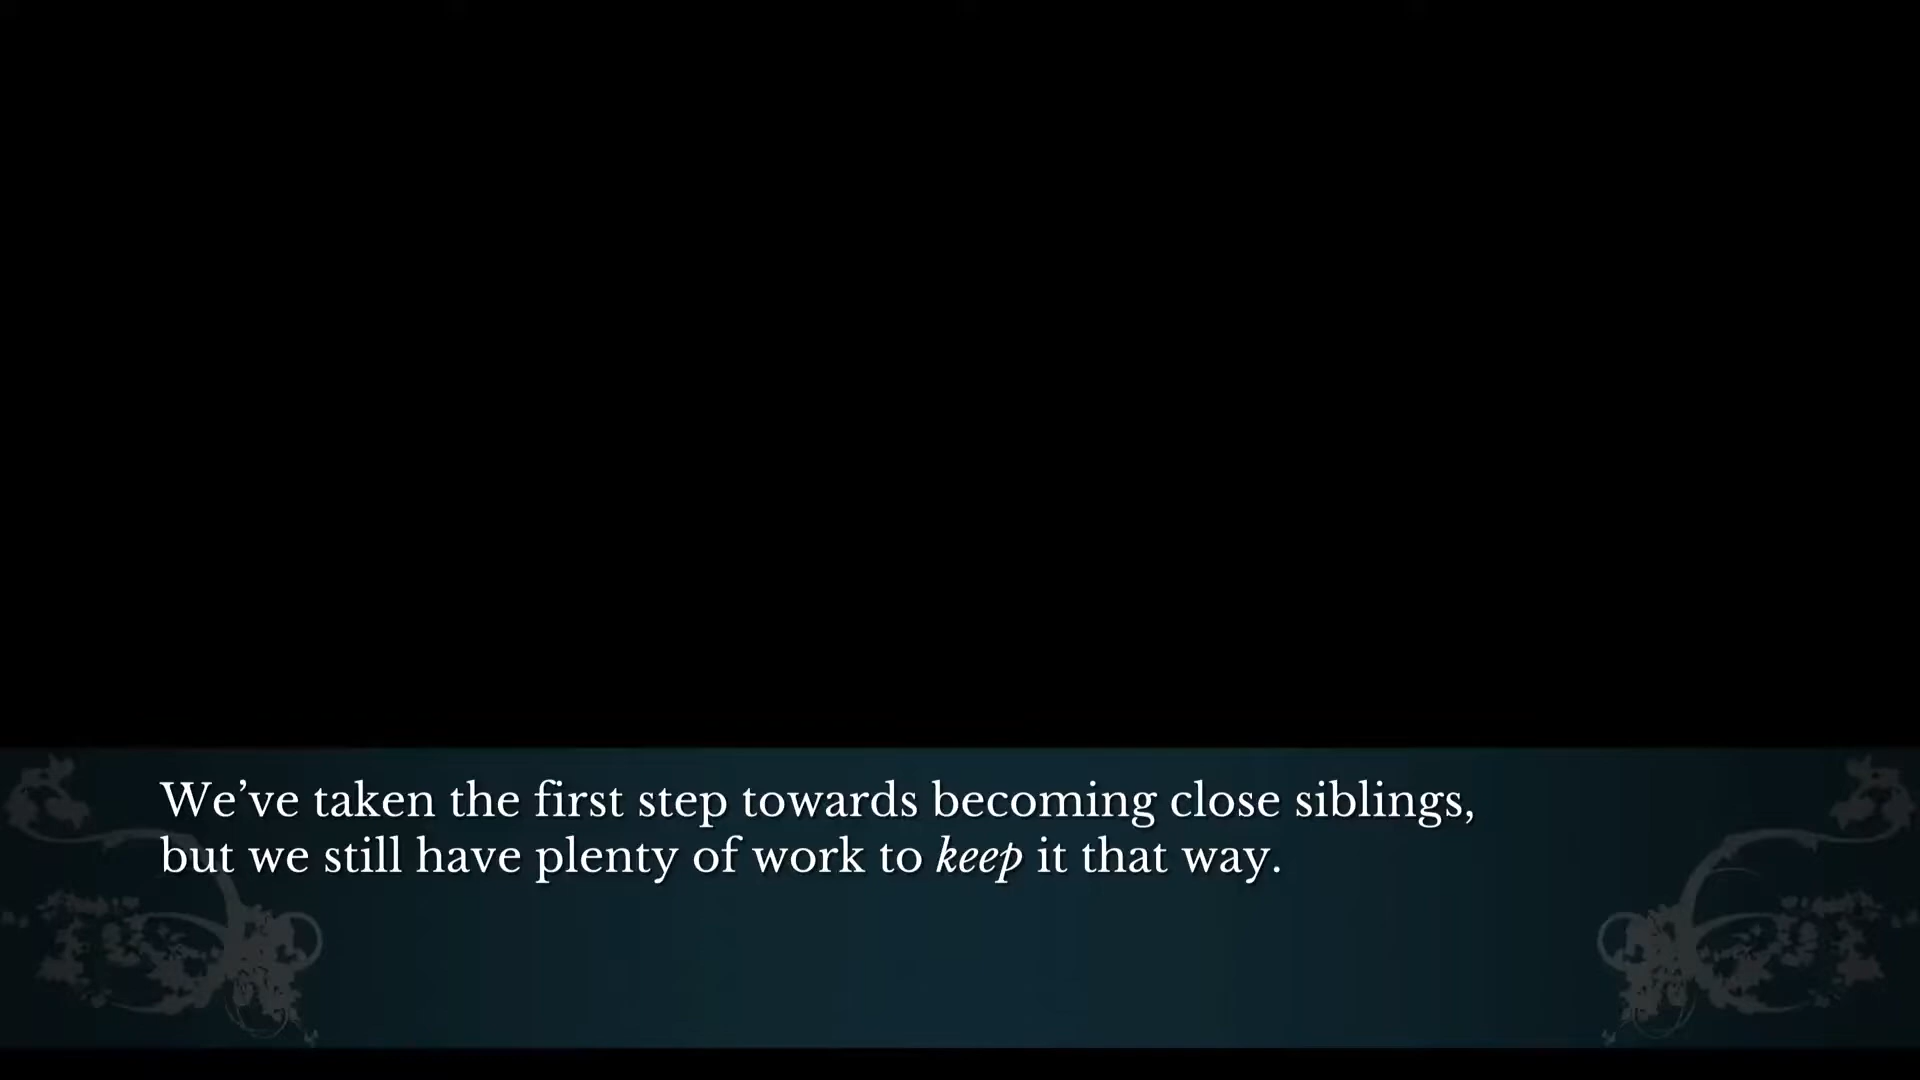 We’ve taken the first step towards becoming close siblings,
but we still have plenty of work to keep it that way.